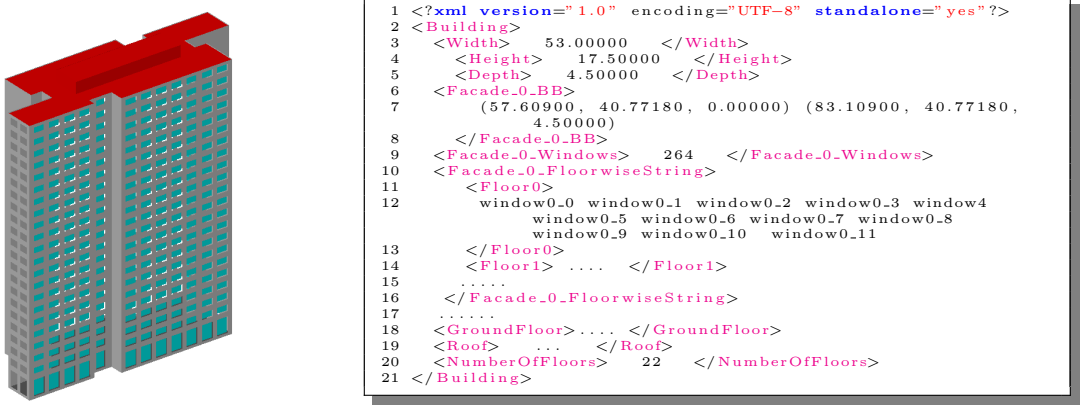 1 <?xml version="1.0" encoding="UTF-8" standalone="yes"?>
2 <Building>
3 <Width> 53.00000 </Width>
4 <Height> 17.50000 </Height>
5 <Depth> 4.50000 </Depth>
6 <Facade_0_BB>
7 (57.60900, 40.77180, 0.00000) (83.10900, 40.77180,
4.50000)
8 </Facade_0_BB>
9 <Facade_0_Windows> 264 </Facade_0_Windows>
10 <Facade_0_FloorwiseString>
11 <Floor0>
12 window0_0 window0_1 window0_2 window0_3 window4
window0_5 window0_6 window0_7 window0_8
window0_9 window0_10 window0_11
13 </Floor0>
14 <Floor1> .... </Floor1>
15 .....
16 </Facade_0_FloorwiseString>
17 ......
18 <GroundFloor>.... </GroundFloor>
19 <Roof> ... </Roof>
20 <NumberOfFloors> 22 </NumberOfFloors>
21 </Building>